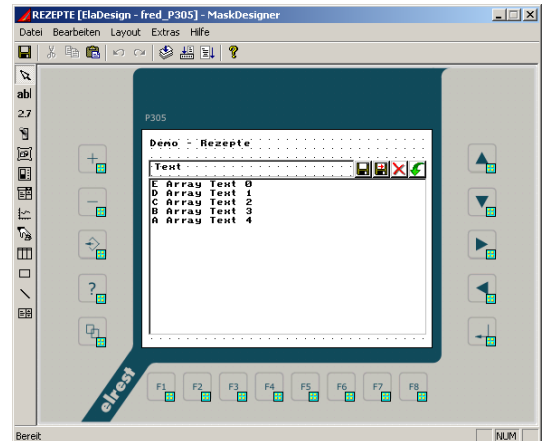 REZEPTE [ElaDesign - fred_P305] - MaskDesigner
Datei Bearbeiten Layout Extras Hilfe
abl
2.7
P305
Demo - Rezepte
Text
E Array Text 0
D Array Text 1
C Array Text 2
B Array Text 3
A Array Text 4
?
elrest
F1 F2 F3 F4 F5 F6 F7 F8
Bereit NUM